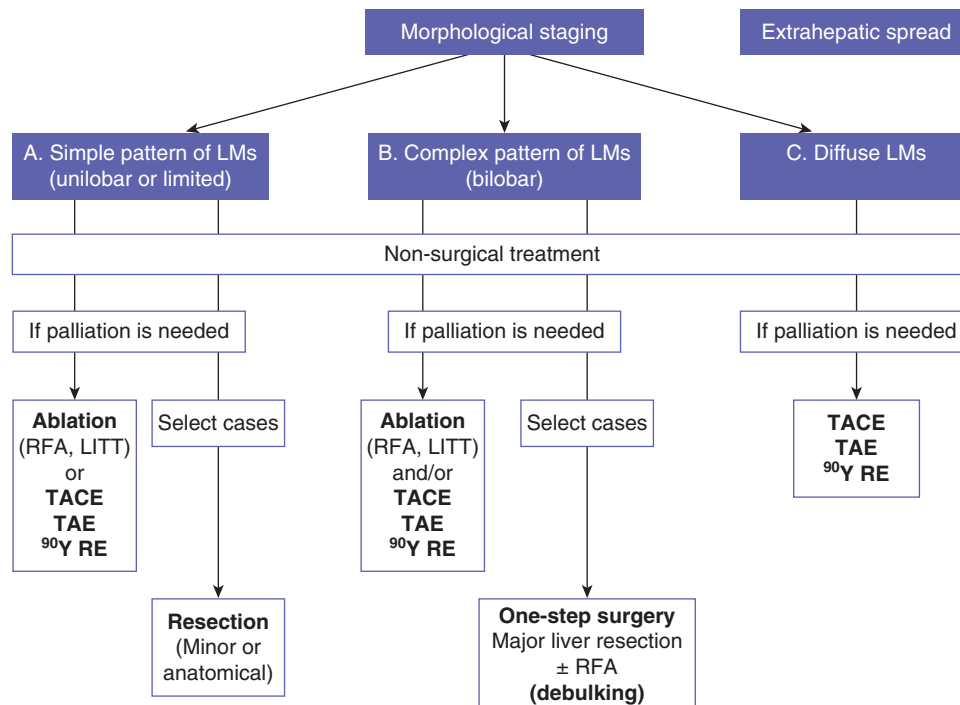 Morphological staging
Extrahepatic spread
A. Simple pattern of LMs
(unilobar or limited)
B. Complex pattern of LMs
(bilobar)
C. Diffuse LMs
Non-surgical treatment
If palliation is needed
If palliation is needed
If palliation is needed
Ablation
(RFA, LITT)
or
TACE
TAE
⁹⁰Y RE
Select cases
Ablation
(RFA, LITT)
and/or
TACE
TAE
⁹⁰Y RE
Select cases
TACE
TAE
⁹⁰Y RE
Resection
(Minor or
anatomical)
One-step surgery
Major liver resection
± RFA
(debulking)